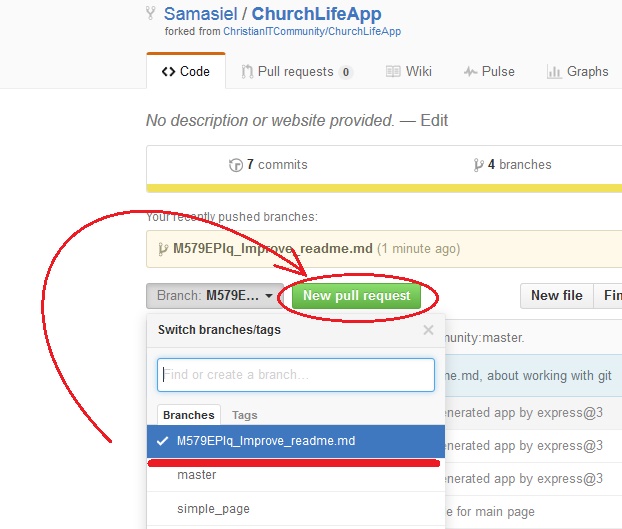 Samasiel / ChurchLifeApp
forked from ChristianITCommunity/ChurchLifeApp
Code Pull requests 0 Wiki Pulse Graphs
No description or website provided. — Edit
7 commits 4 branches
Your recently pushed branches:
M579EPIq_Improve_readme.md (1 minute ago)
Branch: M579E... New pull request New file Fin
Switch branches/tags
munity:master.
Find or create a branch...
ne.md, about working with git
Branches Tags
enerated app by express@3
M579EPIq_Improve_readme.md
enerated app by express@3
master
enerated app by express@3
simple_page
e for main page